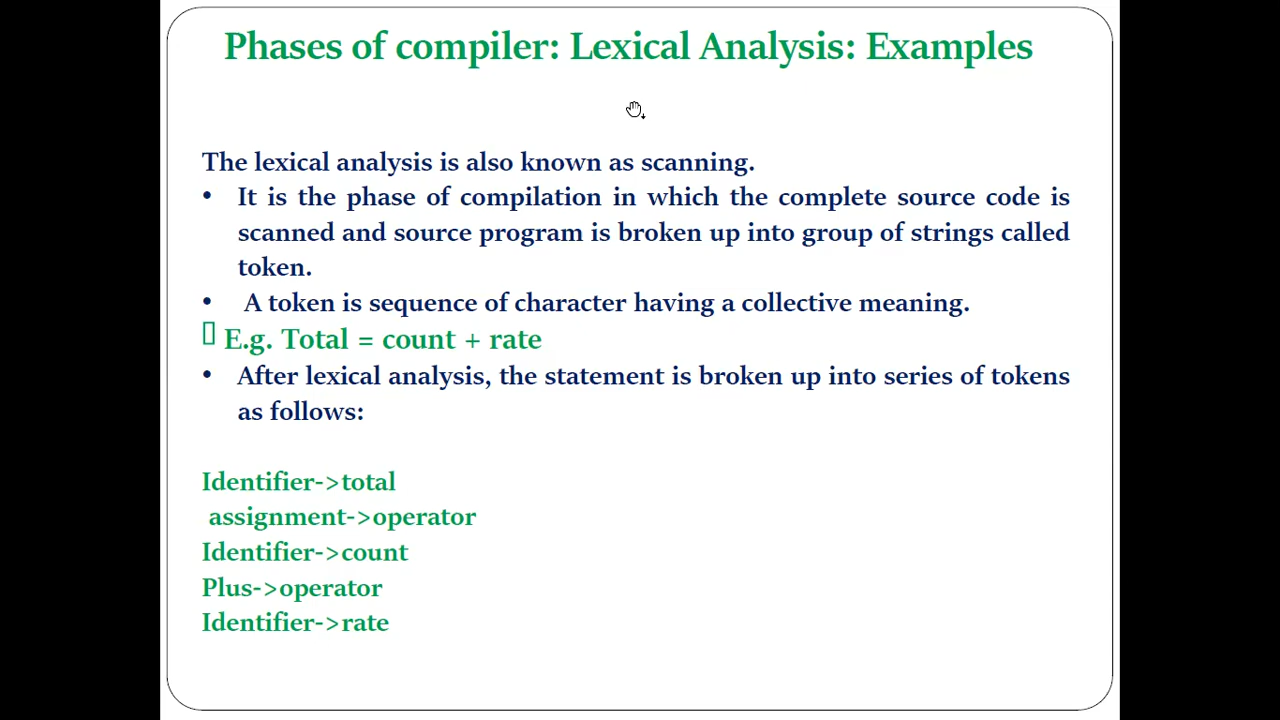 Phases of compiler: Lexical Analysis: Examples
The lexical analysis is also known as scanning.
• It is the phase of compilation in which the complete source code is
scanned and source program is broken up into group of strings called
token.
• A token is sequence of character having a collective meaning.
E.g. Total = count + rate
• After lexical analysis, the statement is broken up into series of tokens
as follows:
Identifier->total
assignment->operator
Identifier->count
Plus->operator
Identifier->rate